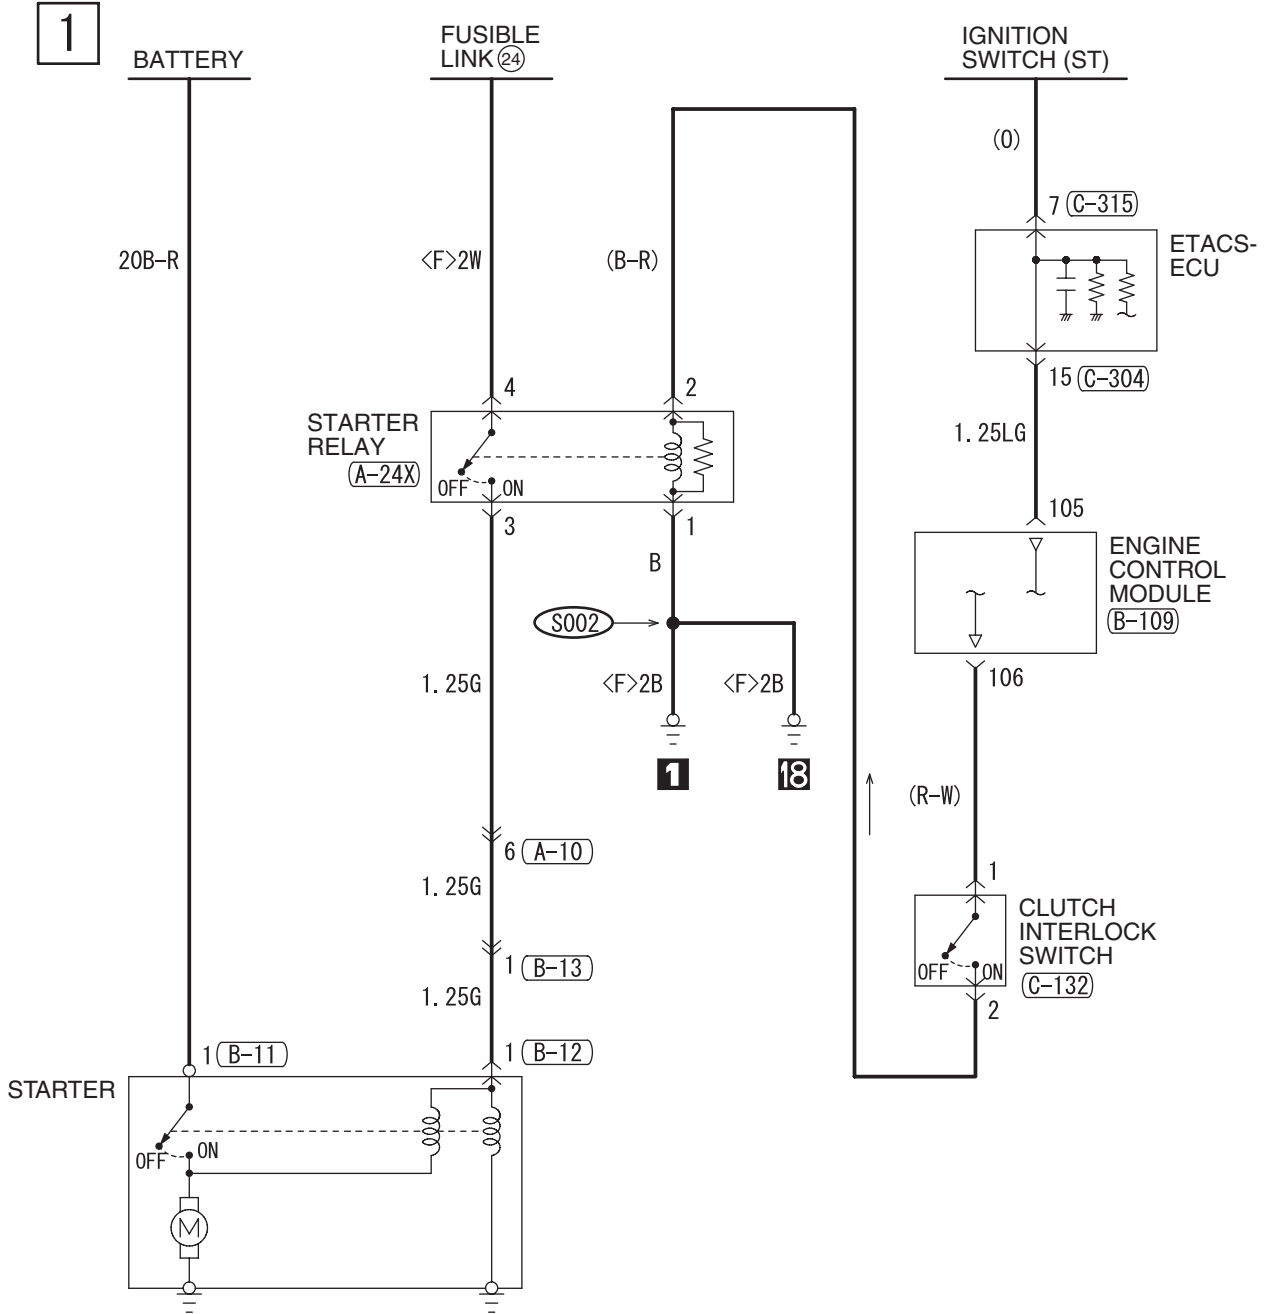 1
BATTERY
FUSIBLE
LINK 24
IGNITION
SWITCH (ST)
(O)
7 C-315
ETACS-
ECU
20B-R
<F>2W
(B-R)
15 C-304
4
2
STARTER
RELAY
A-24X
OFF
ON
1.25LG
3
1
105
B
ENGINE
CONTROL
MODULE
B-109
S002
1.25G
<F>2B
<F>2B
106
1
18
(R-W)
6 A-10
1.25G
1
CLUTCH
INTERLOCK
SWITCH
C-132
OFF
ON
1 B-13
1.25G
2
1 B-11
1 B-12
STARTER
OFF
ON
M